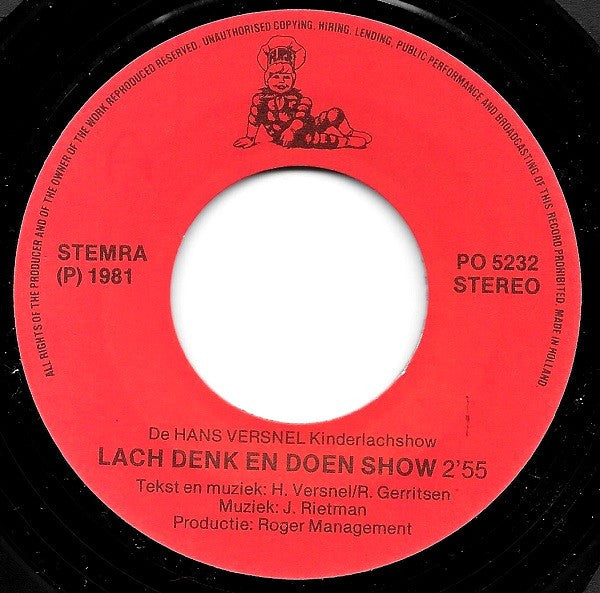 ALL RIGHTS OF THE PRODUCER AND OF THE OWNER OF THE WORK REPRODUCED RESERVED. UNAUTHORISED COPYING, HIRING, LENDING, PUBLIC PERFORMANCE AND BROADCASTING OF THIS RECORD PROHIBITED. MADE IN HOLLAND
STEMRA
(P) 1981
PO 5232
STEREO
De HANS VERSNEL Kinderlachshow
LACH DENK EN DOEN SHOW 2'55
Tekst en muziek: H. Versnel/R. Gerritsen
Muziek: J. Rietman
Productie: Roger Management